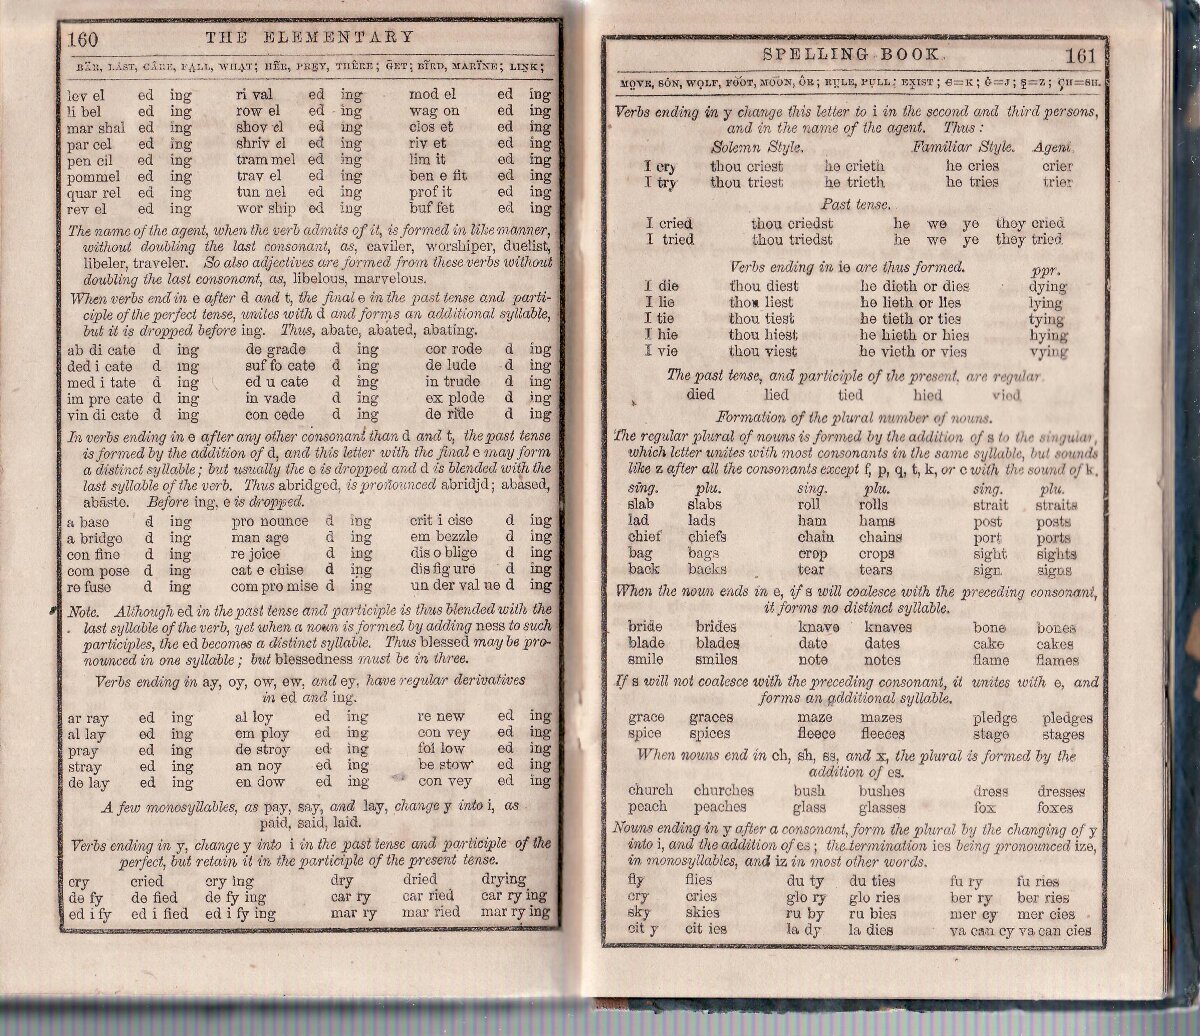 160 THE ELEMENTARY
BÄR, LÁST, CÂRE, FẠLL, WHẠT; HẼR, PREY, THÊRE; ḠET; BĬRD, MARÏNE; LINK;
lev el ed ing ri val ed ing mod el ed ing
li bel ed ing row el ed ing wag on ed ing
mar shal ed ing shov el ed ing clos et ed ing
par cel ed ing shriv el ed ing riv et ed ing
pen cil ed ing tram mel ed ing lim it ed ing
pommel ed ing trav el ed ing ben e fit ed ing
quar rel ed ing tun nel ed ing prof it ed ing
rev el ed ing wor ship ed ing buf fet ed ing
The name of the agent, when the verb admits of it, is formed in like manner,
without doubling the last consonant, as, caviler, worshiper, duelist,
libeler, traveler. So also adjectives are formed from these verbs without
doubling the last consonant, as, libelous, marvelous.
When verbs end in e after d and t, the final e in the past tense and parti-
ciple of the perfect tense, unites with d and forms an additional syllable,
but it is dropped before ing. Thus, abate, abated, abating.
ab di cate d ing de grade d ing cor rode d ing
ded i cate d ing suf fo cate d ing de lude d ing
med i tate d ing ed u cate d ing in trude d ing
im pre cate d ing in vade d ing ex plode d ing
vin di cate d ing con cede d ing de ride d ing
In verbs ending in e after any other consonant than d and t, the past tense
is formed by the addition of d, and this letter with the final e may form
a distinct syllable; but usually the e is dropped and d is blended with the
last syllable of the verb. Thus abridged, is pronounced abridjd; abased,
abāste. Before ing, e is dropped.
a base d ing pro nounce d ing crit i cise d ing
a bridge d ing man age d ing em bezzle d ing
con fine d ing re joice d ing dis o blige d ing
com pose d ing cat e chise d ing dis fig ure d ing
re fuse d ing com pro mise d ing un der val ue d ing
Note. Although ed in the past tense and participle is thus blended with the
last syllable of the verb, yet when a noun is formed by adding ness to such
participles, the ed becomes a distinct syllable. Thus blessed may be pro-
nounced in one syllable; but blessedness must be in three.
Verbs ending in ay, oy, ow, ew, and ey, have regular derivatives
in ed and ing.
ar ray ed ing al loy ed ing re new ed ing
al lay ed ing em ploy ed ing con vey ed ing
pray ed ing de stroy ed ing fol low ed ing
stray ed ing an noy ed ing be stow ed ing
de lay ed ing en dow ed ing con vey ed ing
A few monosyllables, as pay, say, and lay, change y into i, as
paid, said, laid.
Verbs ending in y, change y into i in the past tense and participle of the
perfect, but retain it in the participle of the present tense.
cry cried cry ing dry dried drying
de fy de fied de fy ing car ry car ried car ry ing
ed i fy ed i fied ed i fy ing mar ry mar ried mar ry ing
SPELLING BOOK. 161
MOVE, SÓN, WOLF, FOOT, MOON, ÔR; RULE, PULL; EXIST; C=K; Ġ=J; S=Z; ÇH=SH.
Verbs ending in y change this letter to i in the second and third persons,
and in the name of the agent. Thus:
Solemn Style. Familiar Style. Agent.
I cry thou criest he crieth he cries crier
I try thou triest he trieth he tries trier
Past tense.
I cried thou criedst he we ye they cried
I tried thou triedst he we ye they tried
Verbs ending in ie are thus formed. ppr.
I die thou diest he dieth or dies dying
I lie thou liest he lieth or lies lying
I tie thou tiest he tieth or ties tying
I hie thou hiest he hieth or hies hying
I vie thou viest he vieth or vies vying
The past tense, and participle of the present, are regular.
died lied tied hied vied
Formation of the plural number of nouns.
The regular plural of nouns is formed by the addition of s to the singular,
which letter unites with most consonants in the same syllable, but sounds
like z after all the consonants except f, p, q, t, k, or c with the sound of k.
sing. plu. sing. plu. sing. plu.
slab slabs roll rolls strait straits
lad lads ham hams post posts
chief chiefs chain chains port ports
bag bags crop crops sight sights
back backs tear tears sign signs
When the noun ends in e, if s will coalesce with the preceding consonant,
it forms no distinct syllable.
bride brides knave knaves bone bones
blade blades date dates cake cakes
smile smiles note notes flame flames
If s will not coalesce with the preceding consonant, it unites with e, and
forms an additional syllable.
grace graces maze mazes pledge pledges
spice spices fleece fleeces stage stages
When nouns end in ch, sh, ss, and x, the plural is formed by the
addition of es.
church churches bush bushes dress dresses
peach peaches glass glasses fox foxes
Nouns ending in y after a consonant, form the plural by the changing of y
into i, and the addition of es; the termination ies being pronounced ize,
in monosyllables, and iz in most other words.
fly flies du ty du ties fu ry fu ries
cry cries glo ry glo ries ber ry ber ries
sky skies ru by ru bies mer cy mer cies
cit y cit ies la dy la dies va can cy va can cies